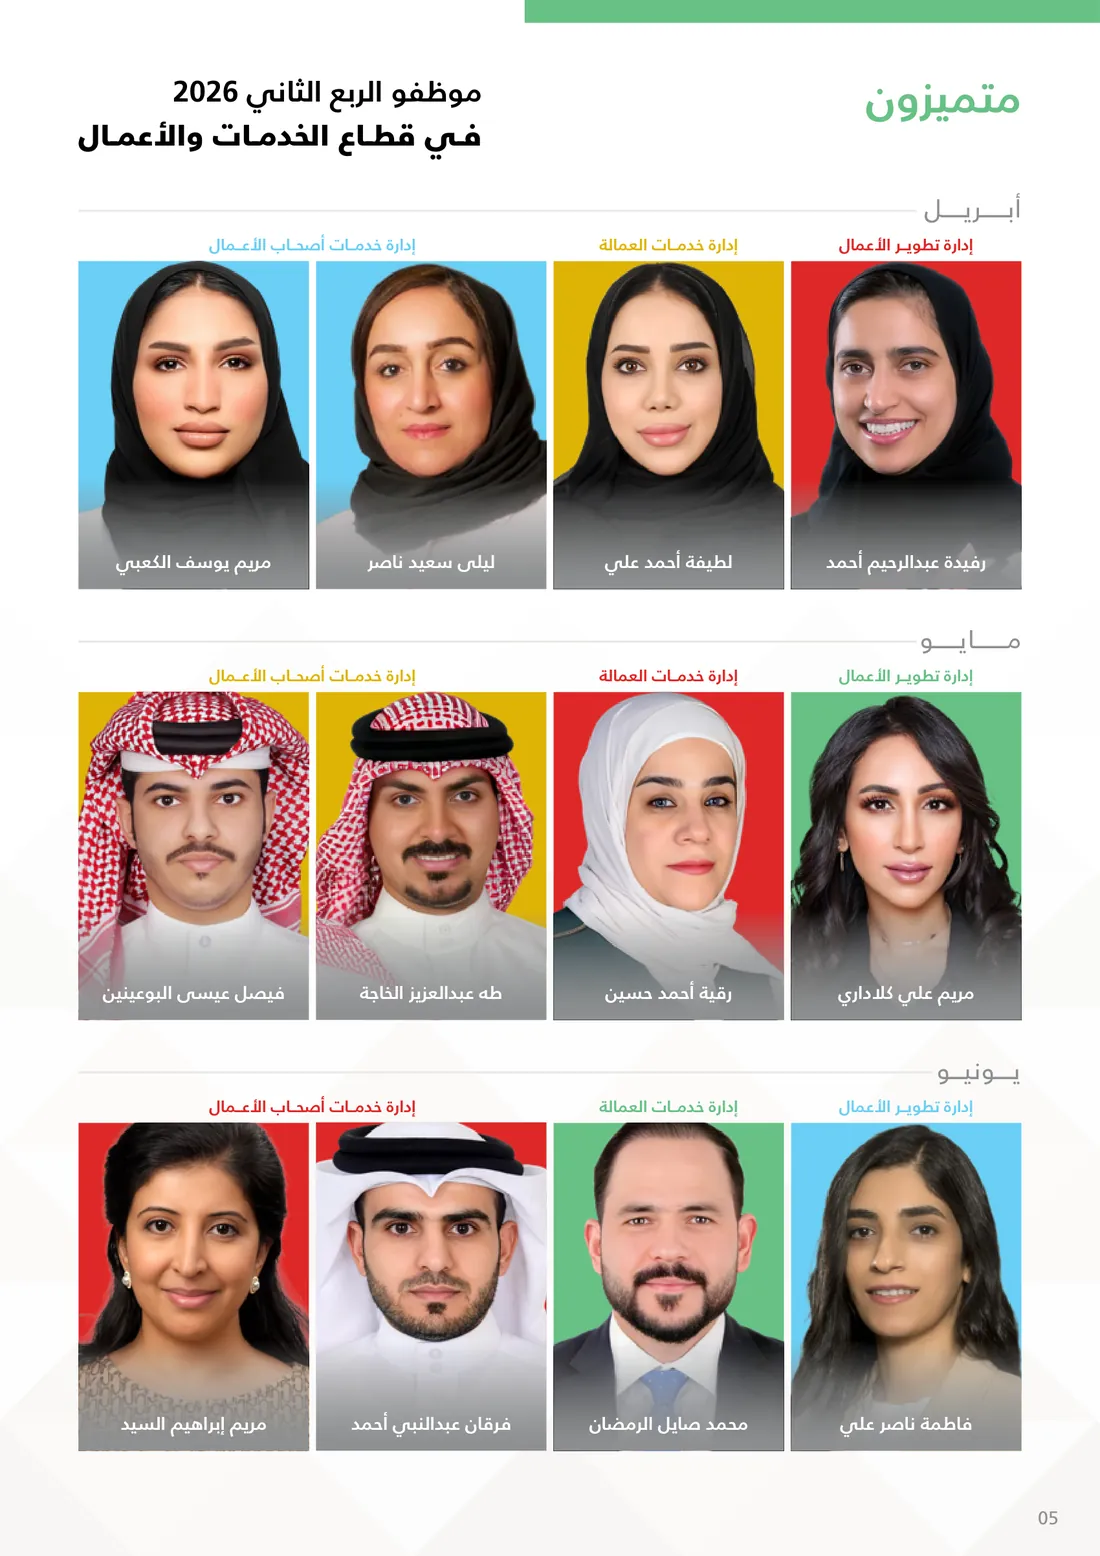 متميزون
موظفو الربع الثاني 2026
في قطاع الخدمات والأعمال
أبريل
إدارة تطوير الأعمال
إدارة خدمات العمالة
إدارة خدمات أصحاب الأعمال
رفيدة عبدالرحيم أحمد
لطيفة أحمد علي
ليلى سعيد ناصر
مريم يوسف الكعبي
مايو
إدارة تطوير الأعمال
إدارة خدمات العمالة
إدارة خدمات أصحاب الأعمال
مريم علي كلاداري
رقية أحمد حسين
طه عبدالعزيز الخاجة
فيصل عيسى البوعينين
يونيو
إدارة تطوير الأعمال
إدارة خدمات العمالة
إدارة خدمات أصحاب الأعمال
فاطمة ناصر علي
محمد صايل الرمضان
فرقان عبدالنبي أحمد
مريم إبراهيم السيد
05